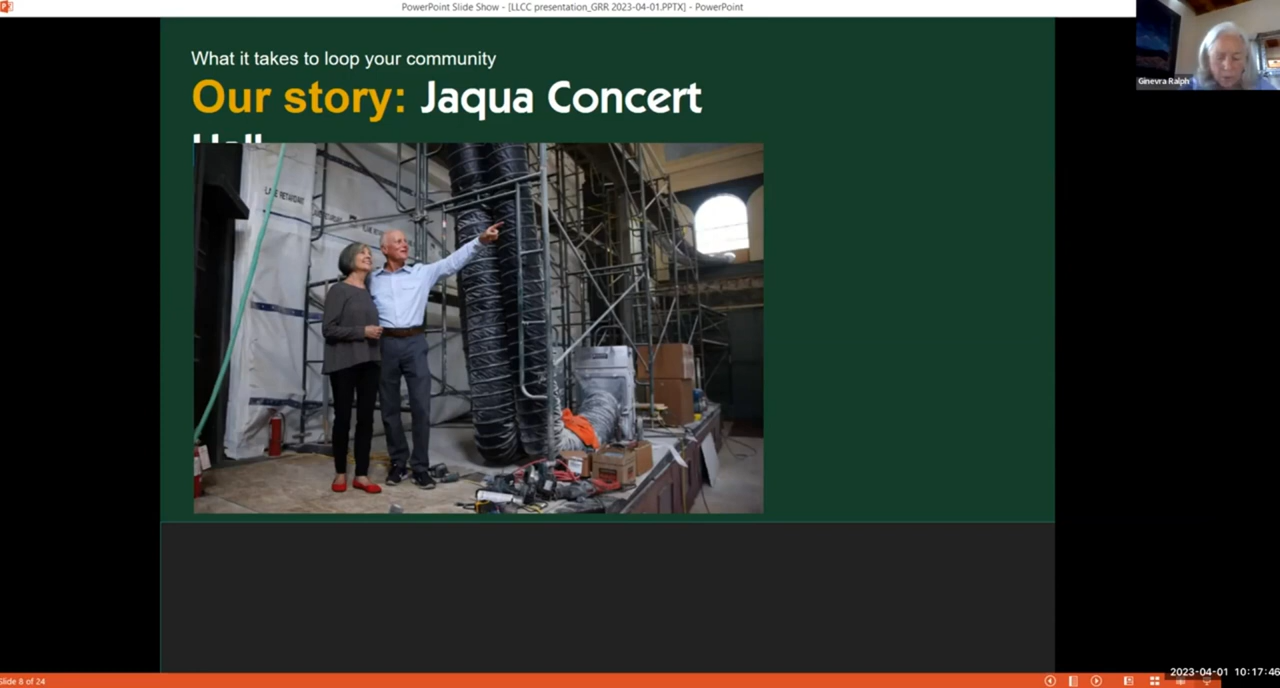 PowerPoint Slide Show - [LLCC presentation_GRR 2023-04-01.PPTX] - PowerPoint
Ginevra Ralph
What it takes to loop your community
Our story: Jaqua Concert
Slide 8 of 24
2023-04-01 10:17:46